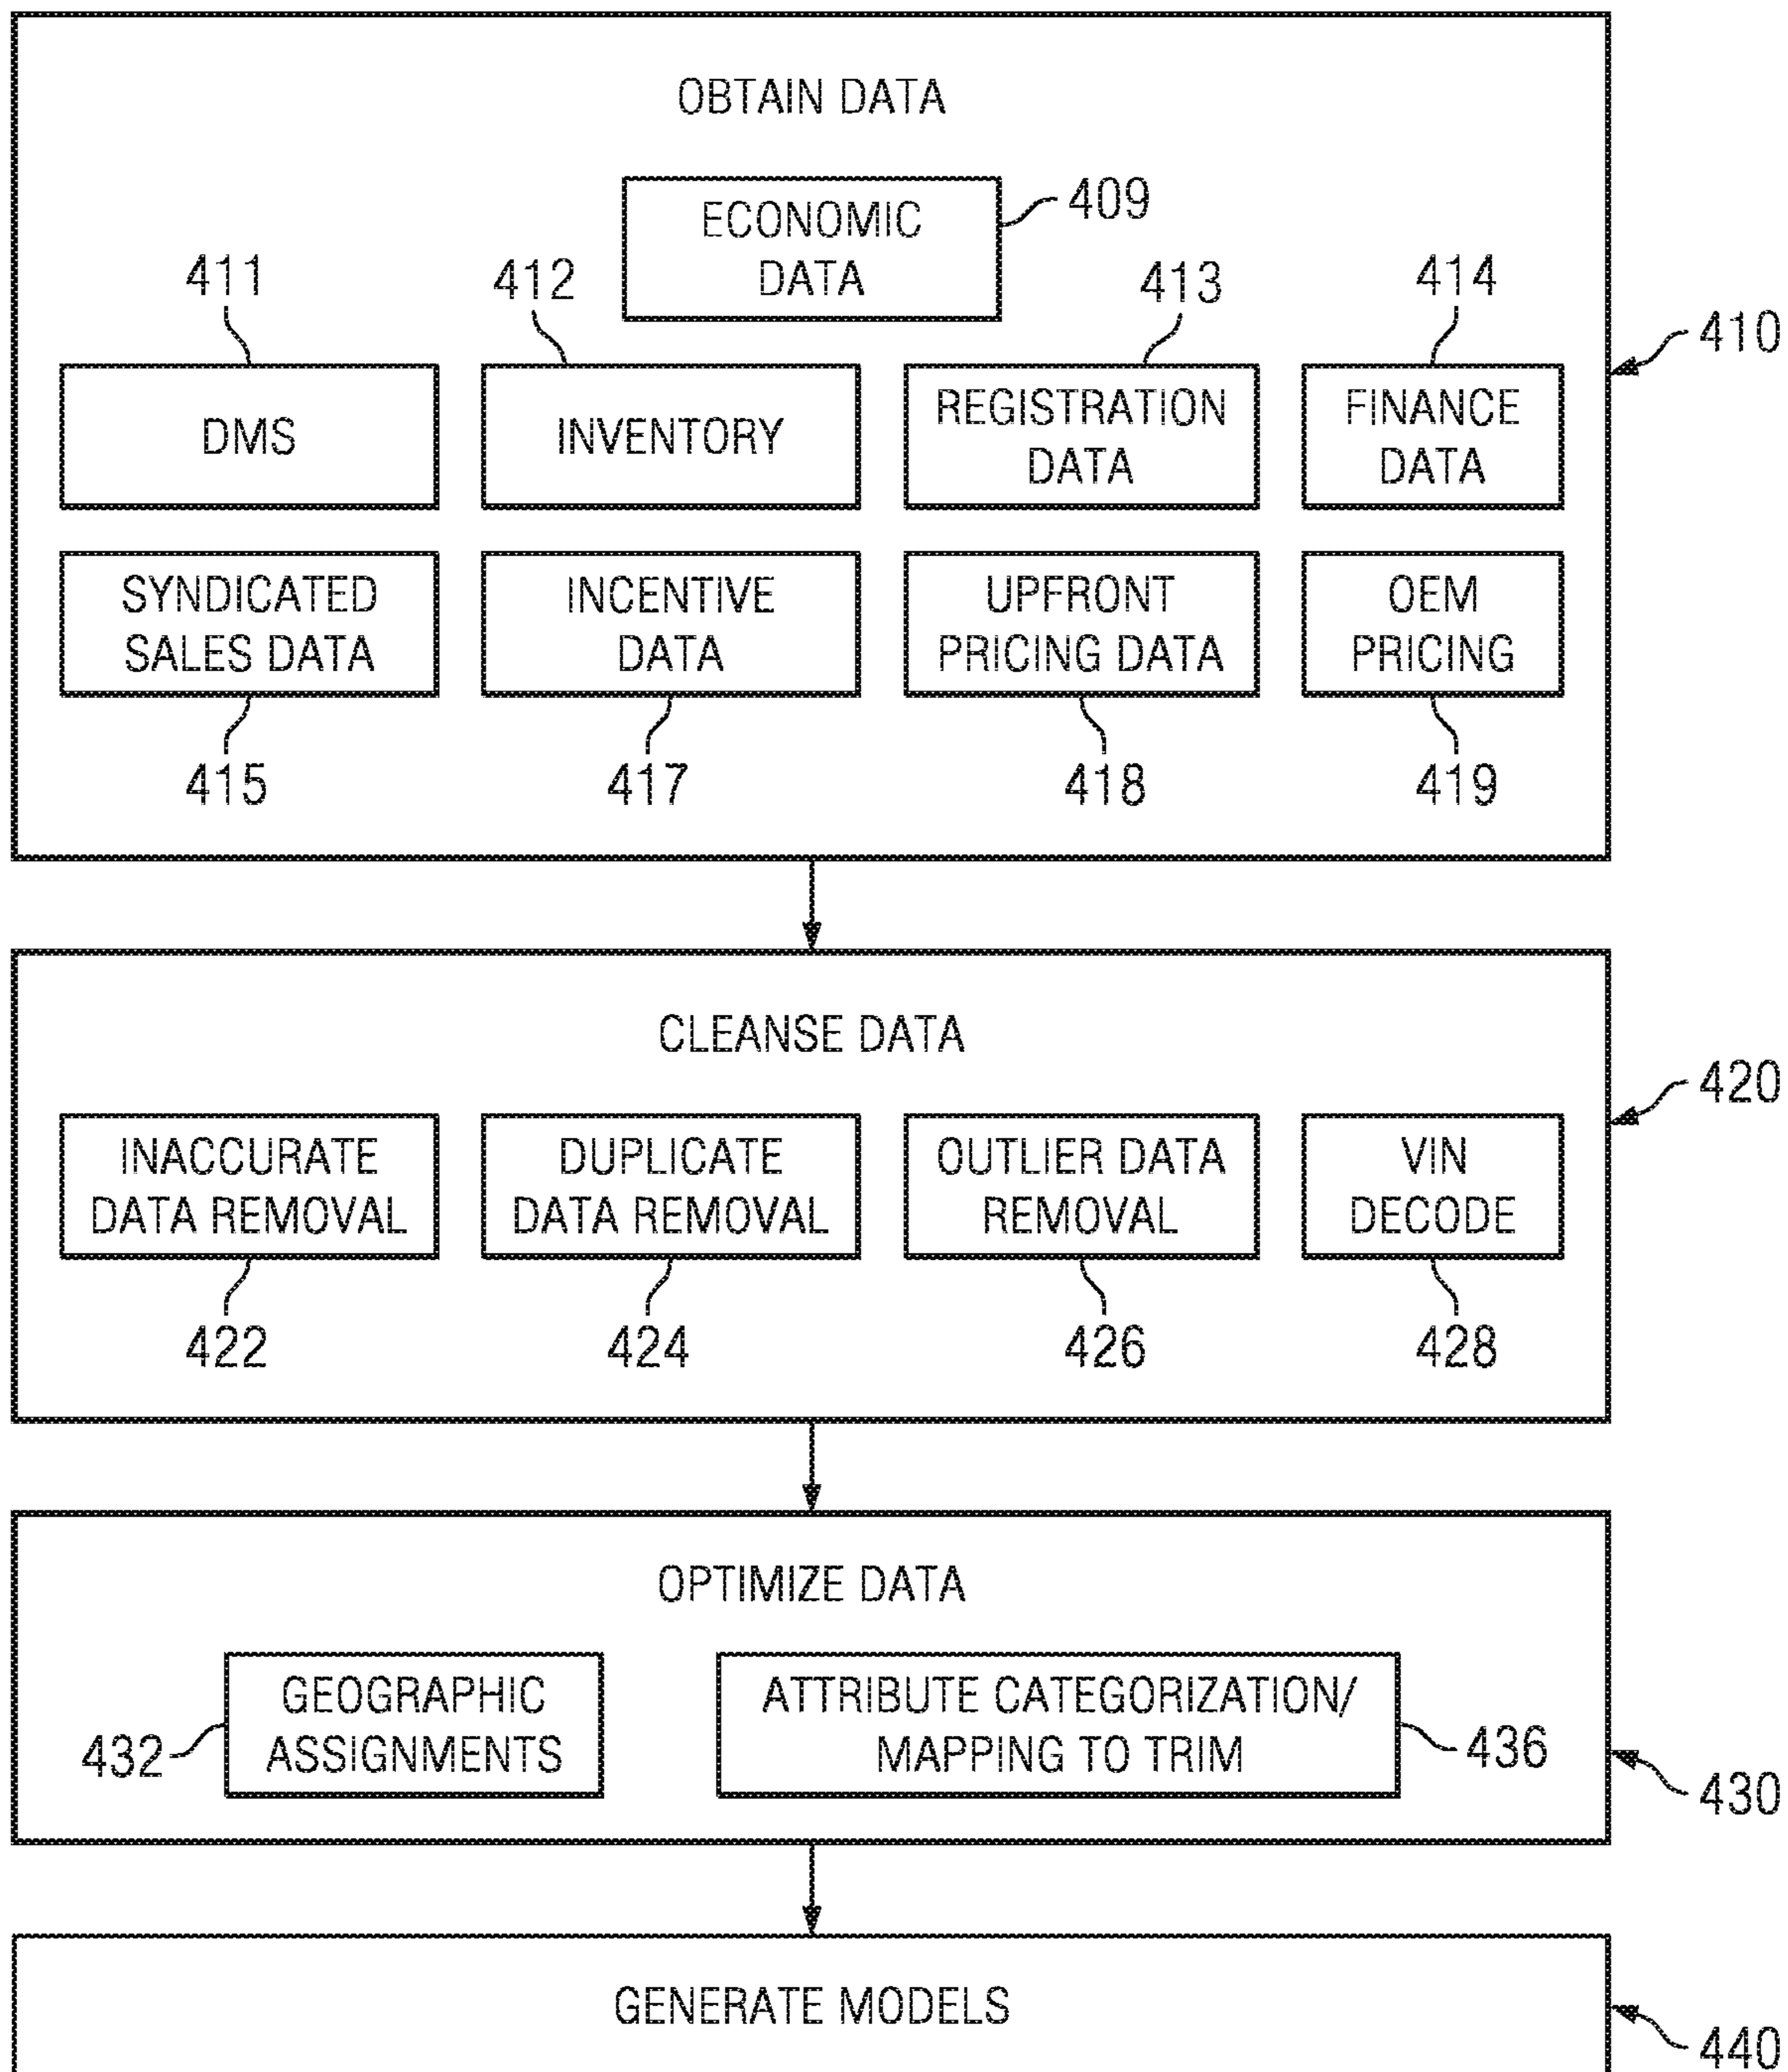 OBTAIN DATA
ECONOMIC
DATA
409
411
412
413
414
410
DMS
INVENTORY
REGISTRATION
DATA
FINANCE
DATA
SYNDICATED
SALES DATA
INCENTIVE
DATA
UPFRONT
PRICING DATA
OEM
PRICING
415
417
418
419
CLEANSE DATA
420
INACCURATE
DATA REMOVAL
DUPLICATE
DATA REMOVAL
OUTLIER DATA
REMOVAL
VIN
DECODE
422
424
426
428
OPTIMIZE DATA
432
GEOGRAPHIC
ASSIGNMENTS
ATTRIBUTE CATEGORIZATION/
MAPPING TO TRIM
436
430
GENERATE MODELS
440